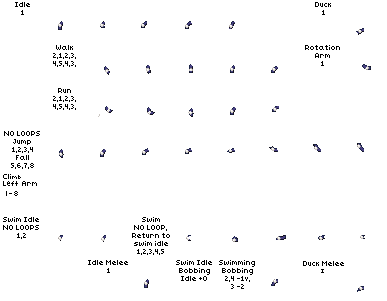 Idle
1
Duck
1
Walk
2,1,2,3,
4,5,4,3,
Rotation
Arm
1
Run
2,1,2,3,
4,5,4,3,
NO LOOPS
Jump
1,2,3,4
Fall
5,6,7,8
Climb
Left Arm
1-8
Swim Idle
NO LOOPS
1,2
Swim
NO LOOP,
Return to
swim idle
1,2,3,4,5
Idle Melee
1
Swim Idle
Bobbing
Idle +0
Swimming
Bobbing
2,4 -1v,
3 -2
Duck Melee
1